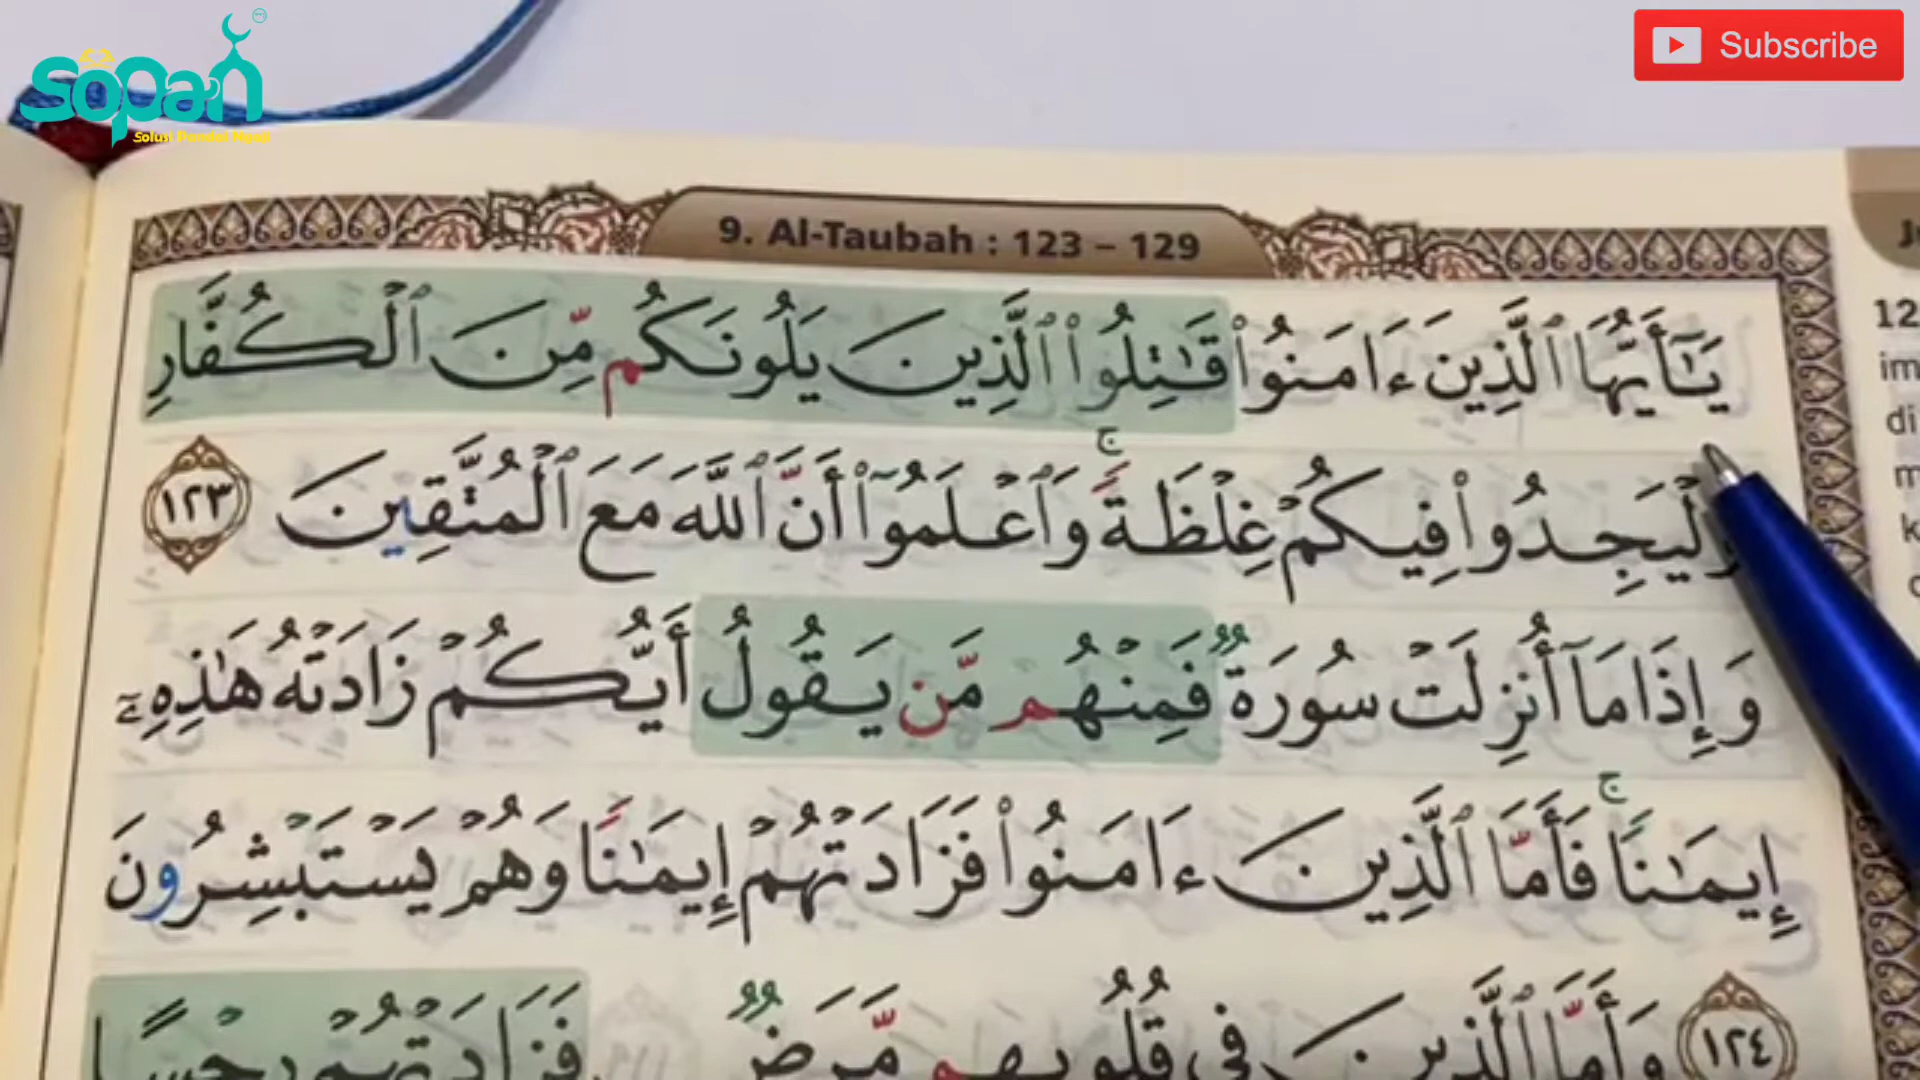 sopan
Solusi Pandai Ngaji
Subscribe
9. Al-Taubah : 123 – 129
يَٰٓأَيُّهَا ٱلَّذِينَ ءَامَنُوا۟ قَٰتِلُوا۟ ٱلَّذِينَ يَلُونَكُم مِّنَ ٱلْكُفَّارِ
وَلْيَجِدُوا۟ فِيكُمْ غِلْظَةً ۚ وَٱعْلَمُوٓا۟ أَنَّ ٱللَّهَ مَعَ ٱلْمُتَّقِينَ ١٢٣
وَإِذَا مَآ أُنزِلَتْ سُورَةٌ فَمِنْهُم مَّن يَقُولُ أَيُّكُمْ زَادَتْهُ هَٰذِهِۦٓ
إِيمَٰنًا ۚ فَأَمَّا ٱلَّذِينَ ءَامَنُوا۟ فَزَادَتْهُمْ إِيمَٰنًا وَهُمْ يَسْتَبْشِرُونَ
١٢٤ وَأَمَّا ٱلَّذِينَ فِى قُلُوبِهِم مَّرَضٌ فَزَادَتْهُمْ رِجْسًا